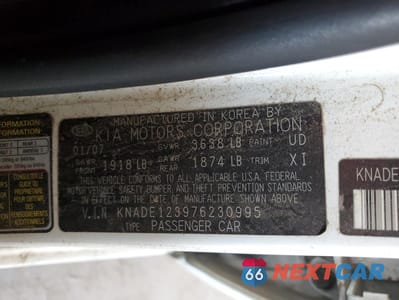 MANUFACTURED IN KOREA BY
KIA MOTORS CORPORATION
01/07 GVWR 3638 LB PAINT UD
GAWR FRONT 1918 LB GAWR REAR 1874 LB TRIM XI
THIS VEHICLE CONFORMS TO ALL APPLICABLE U.S.A. FEDERAL
MOTOR VEHICLE SAFETY, BUMPER, AND THEFT PREVENTION
STANDARDS IN EFFECT ON THE DATE OF MANUFACTURE SHOWN ABOVE.
V.I.N KNADE123976230995
TYPE: PASSENGER CAR
FORMATION
FORMATION
KNADE
66 NEXTCAR